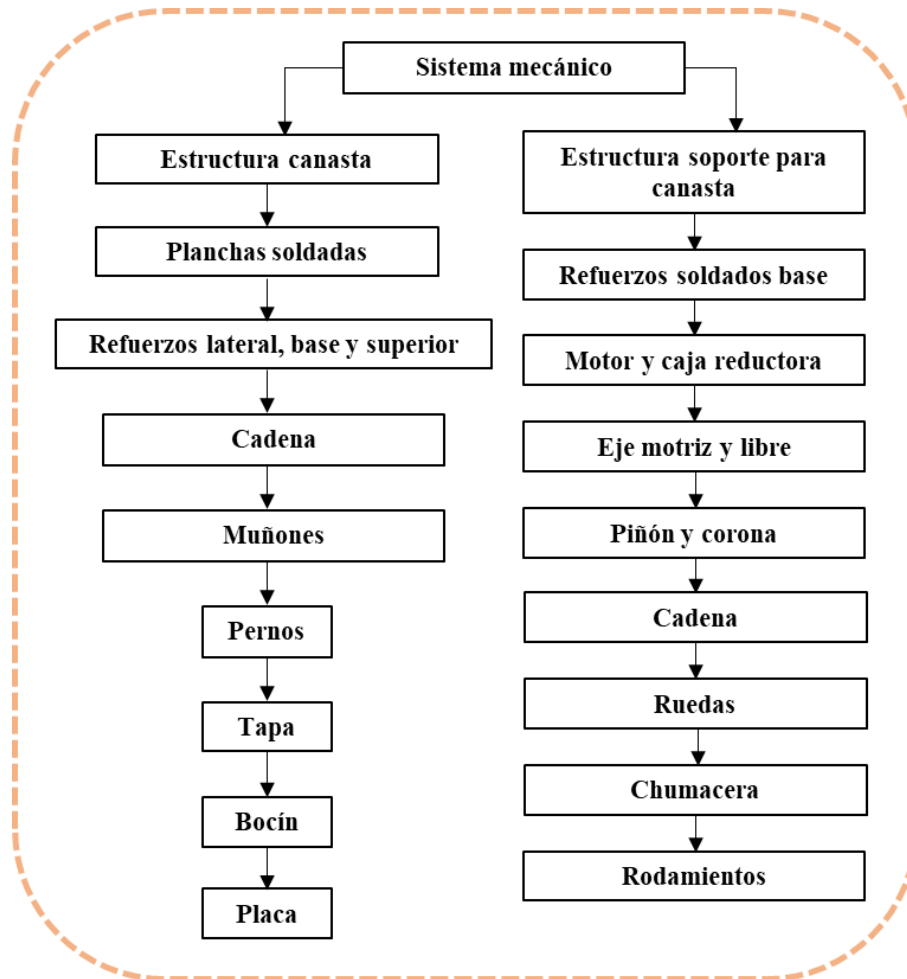 Sistema mecánico
Estructura canasta
Planchas soldadas
Refuerzos lateral, base y superior
Cadena
Muñones
Pernos
Tapa
Bocín
Placa
Estructura soporte para
canasta
Refuerzos soldados base
Motor y caja reductora
Eje motriz y libre
Piñón y corona
Cadena
Ruedas
Chumacera
Rodamientos